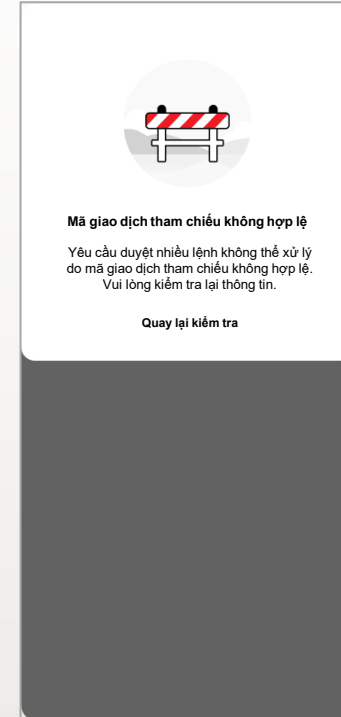 Mã giao dịch tham chiếu không hợp lệ
Yêu cầu duyệt nhiều lệnh không thể xử lý
do mã giao dịch tham chiếu không hợp lệ.
Vui lòng kiểm tra lại thông tin.
Quay lại kiểm tra